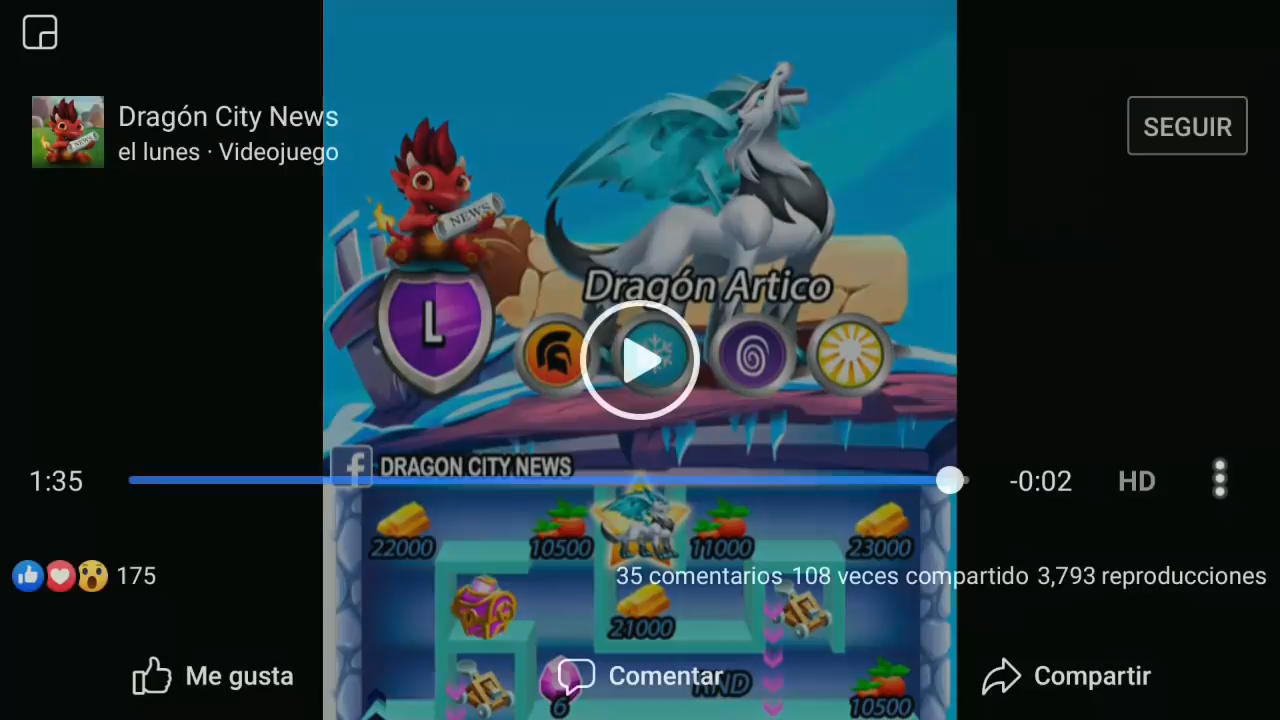 Dragón City News
el lunes · Videojuego
SEGUIR
NEWS
Dragón Artico
L
DRAGON CITY NEWS
1:35
-0:02
HD
22000
10500
11000
23000
175
35 comentarios 108 veces compartido 3,793 reproducciones
21000
Me gusta
Comentar
RND
Compartir
6
10500